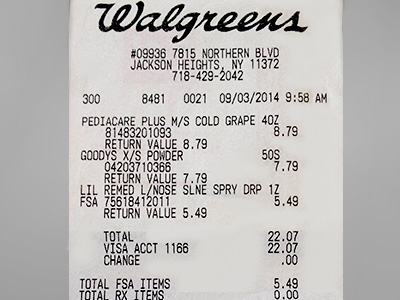 Walgreens
#09936 7815 NORTHERN BLVD
JACKSON HEIGHTS, NY 11372
718-429-2042
300 8481 0021 09/03/2014 9:58 AM
PEDIACARE PLUS M/S COLD GRAPE 4OZ
81483201093 8.79
RETURN VALUE 8.79
GOODYS X/S POWDER 50S
04203710366 7.79
RETURN VALUE 7.79
LIL REMED L/NOSE SLNE SPRY DRP 1Z
FSA 75618412011 5.49
RETURN VALUE 5.49
TOTAL 22.07
VISA ACCT 1166 22.07
CHANGE .00
TOTAL FSA ITEMS 5.49
TOTAL RX ITEMS 0.00